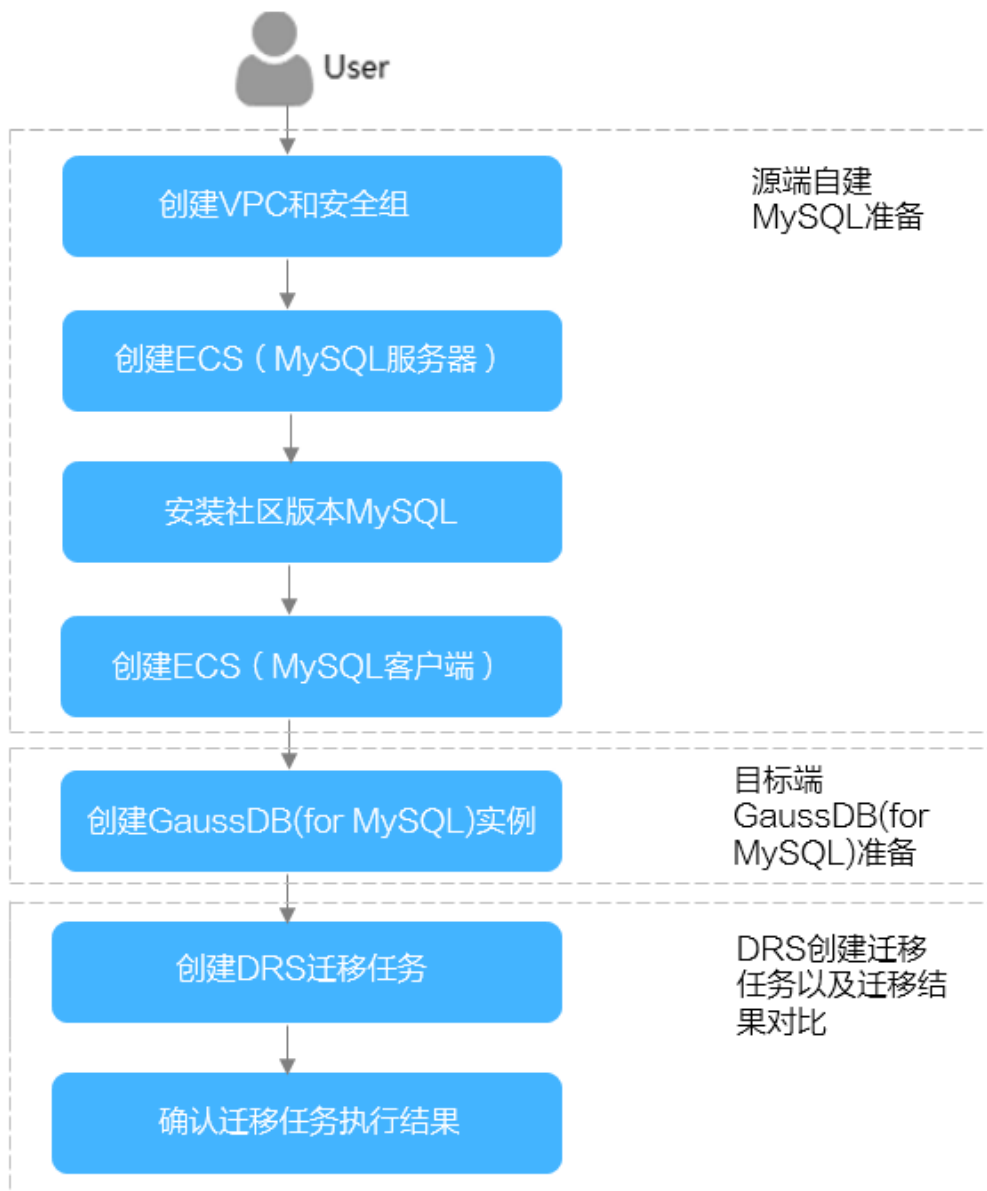 User
创建VPC和安全组
源端自建
MySQL准备
创建ECS（MySQL服务器）
安装社区版本MySQL
创建ECS（MySQL客户端）
创建GaussDB(for MySQL)实例
目标端
GaussDB(for
MySQL)准备
创建DRS迁移任务
DRS创建迁移
任务以及迁移结
果对比
确认迁移任务执行结果